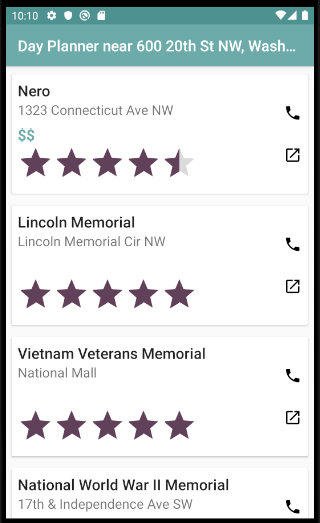 10:10
Day Planner near 600 20th St NW, Wash...
Nero
1323 Connecticut Ave NW
$$
Lincoln Memorial
Lincoln Memorial Cir NW
Vietnam Veterans Memorial
National Mall
National World War II Memorial
17th & Independence Ave SW